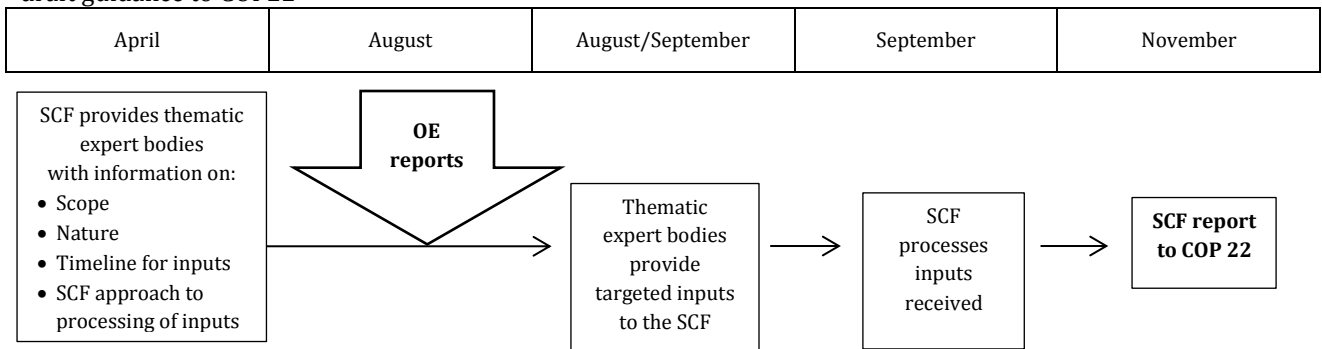 draft guidance to COP22
April
August
August/September
September
November
SCF provides thematic
expert bodies
with information on:
• Scope
• Nature
• Timeline for inputs
• SCF approach to
processing of inputs
OE
reports
Thematic
expert bodies
provide
targeted inputs
to the SCF
SCF
processes
inputs
received
SCF report
to COP 22